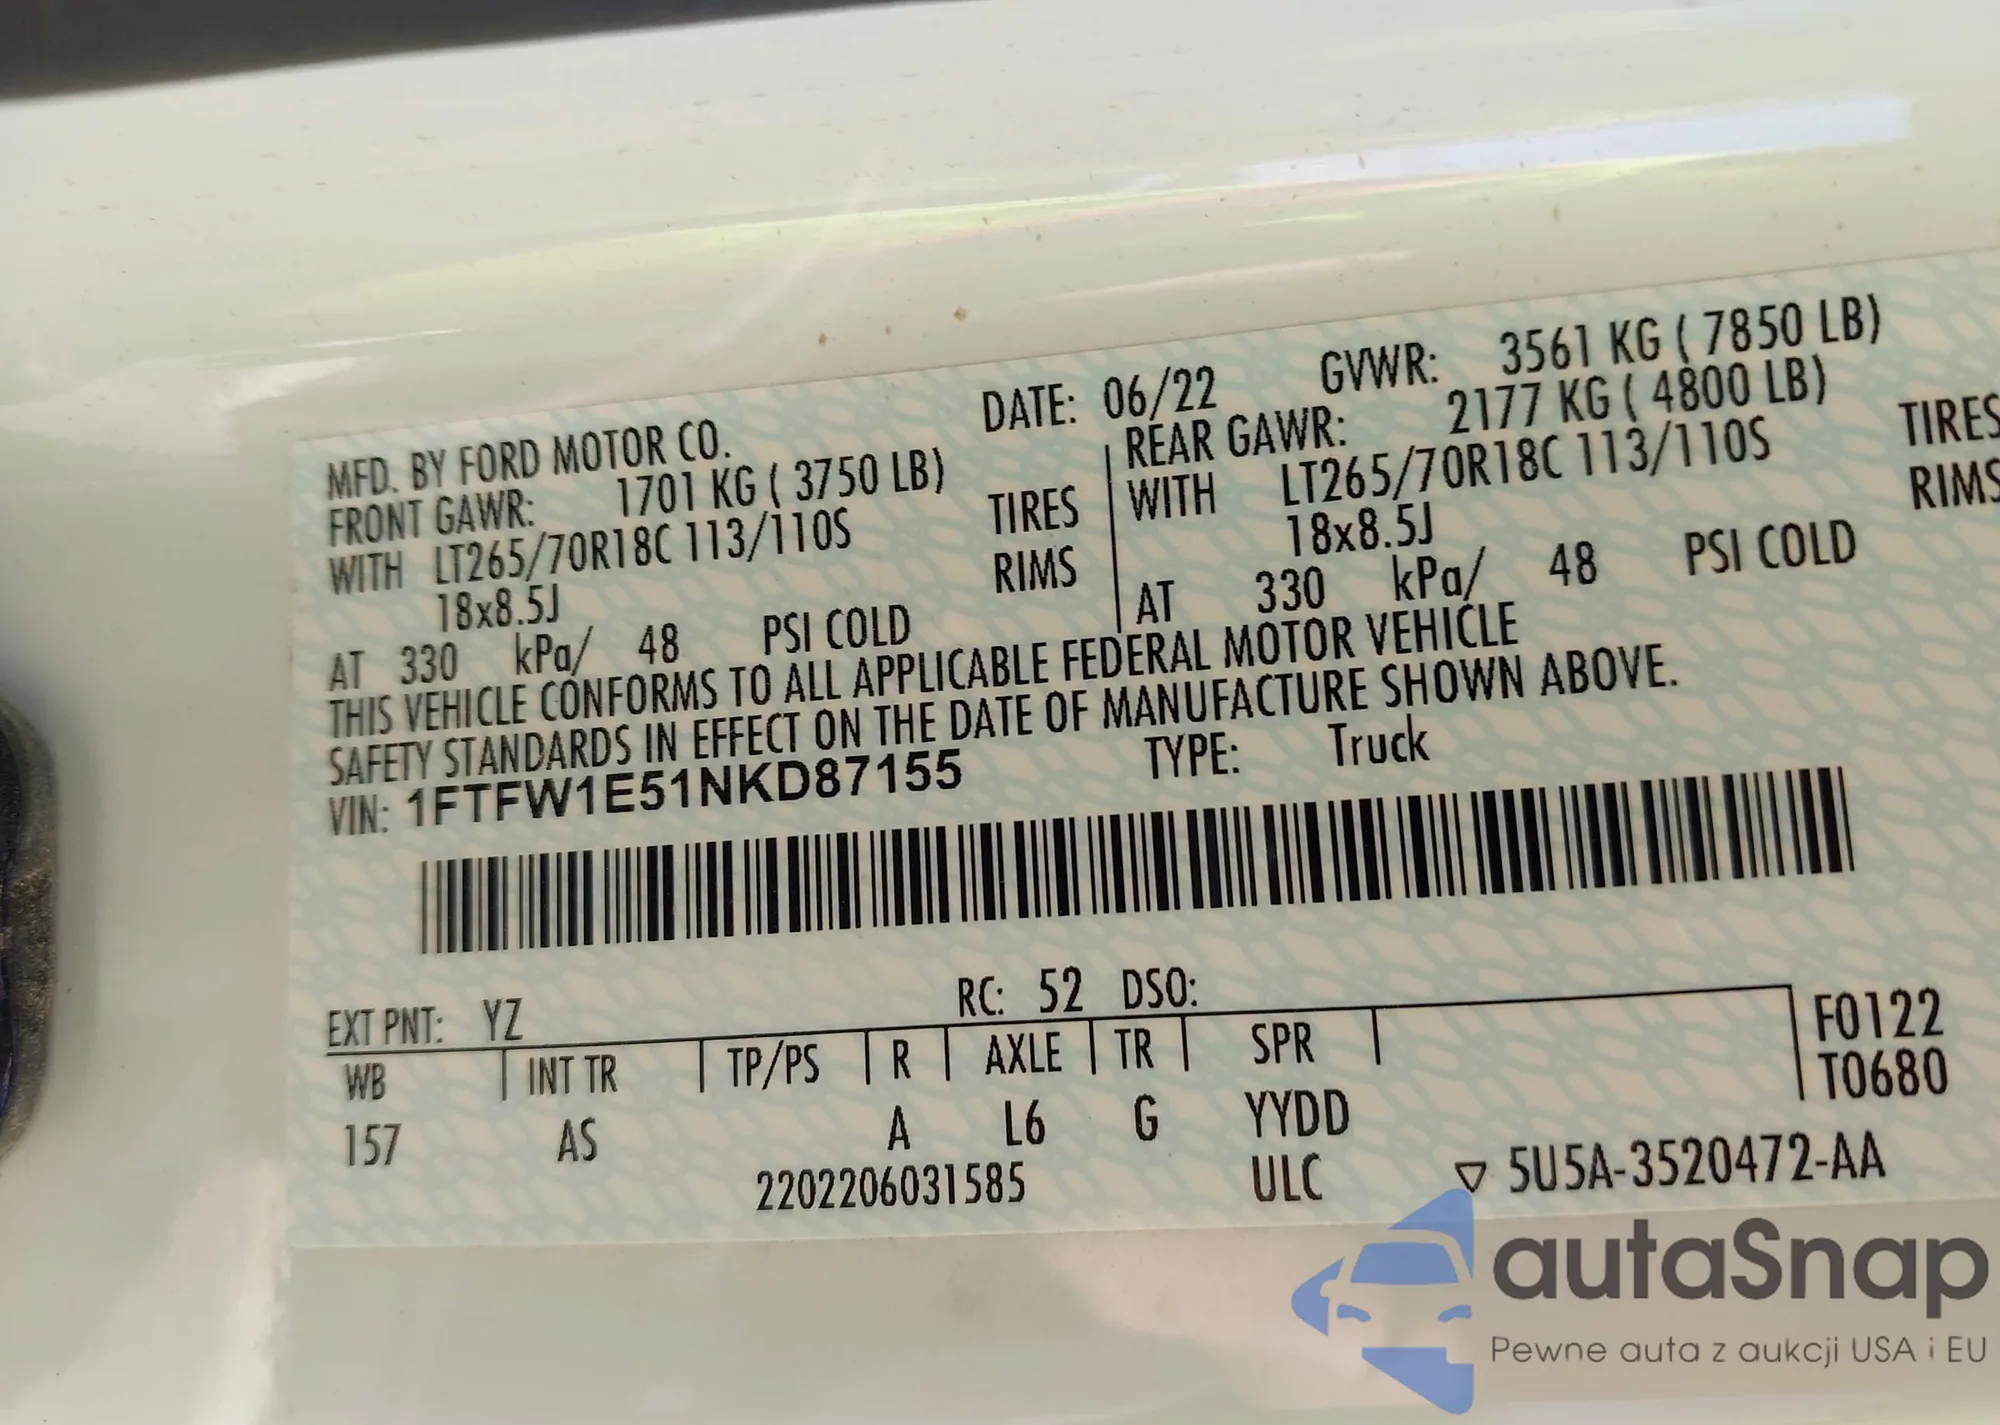 MFD. BY FORD MOTOR CO. DATE: 06/22 GVWR: 3561 KG ( 7850 LB)
FRONT GAWR: 1701 KG ( 3750 LB) REAR GAWR: 2177 KG ( 4800 LB)
WITH LT265/70R18C 113/110S TIRES WITH LT265/70R18C 113/110S TIRES
18x8.5J RIMS 18x8.5J RIMS
AT 330 kPa/ 48 PSI COLD AT 330 kPa/ 48 PSI COLD
THIS VEHICLE CONFORMS TO ALL APPLICABLE FEDERAL MOTOR VEHICLE
SAFETY STANDARDS IN EFFECT ON THE DATE OF MANUFACTURE SHOWN ABOVE.
VIN: 1FTFW1E51NKD87155 TYPE: Truck
EXT PNT: YZ RC: 52 DSO:
WB INT TR TP/PS R AXLE TR SPR F0122
T0680
157 AS A L6 G YYDD
2202206031585 ULC ▽ 5U5A-3520472-AA
autaSnap
Pewne auta z aukcji USA i EU